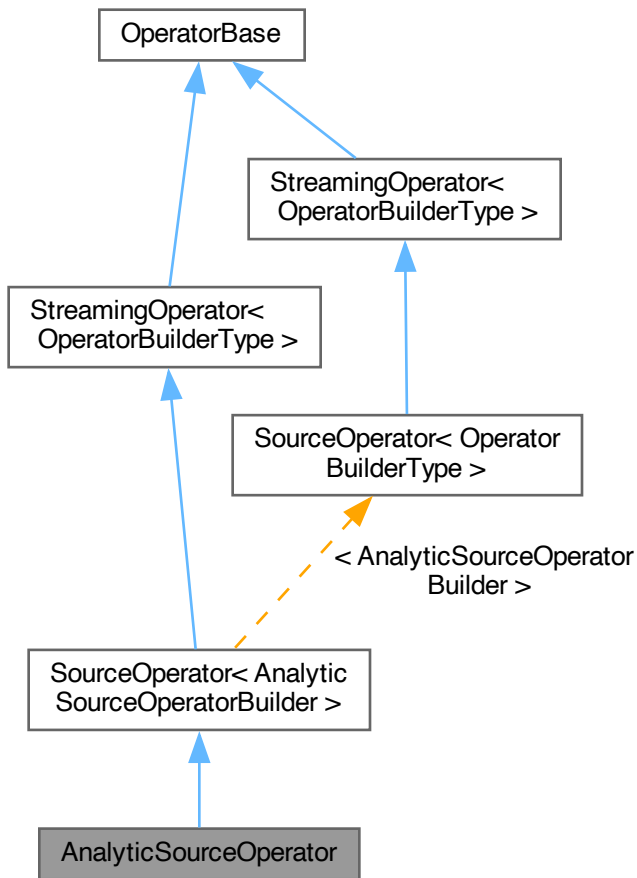 OperatorBase
StreamingOperator<
OperatorBuilderType >
StreamingOperator<
OperatorBuilderType >
SourceOperator< Operator
BuilderType >
< AnalyticSourceOperator
Builder >
SourceOperator< Analytic
SourceOperatorBuilder >
AnalyticSourceOperator